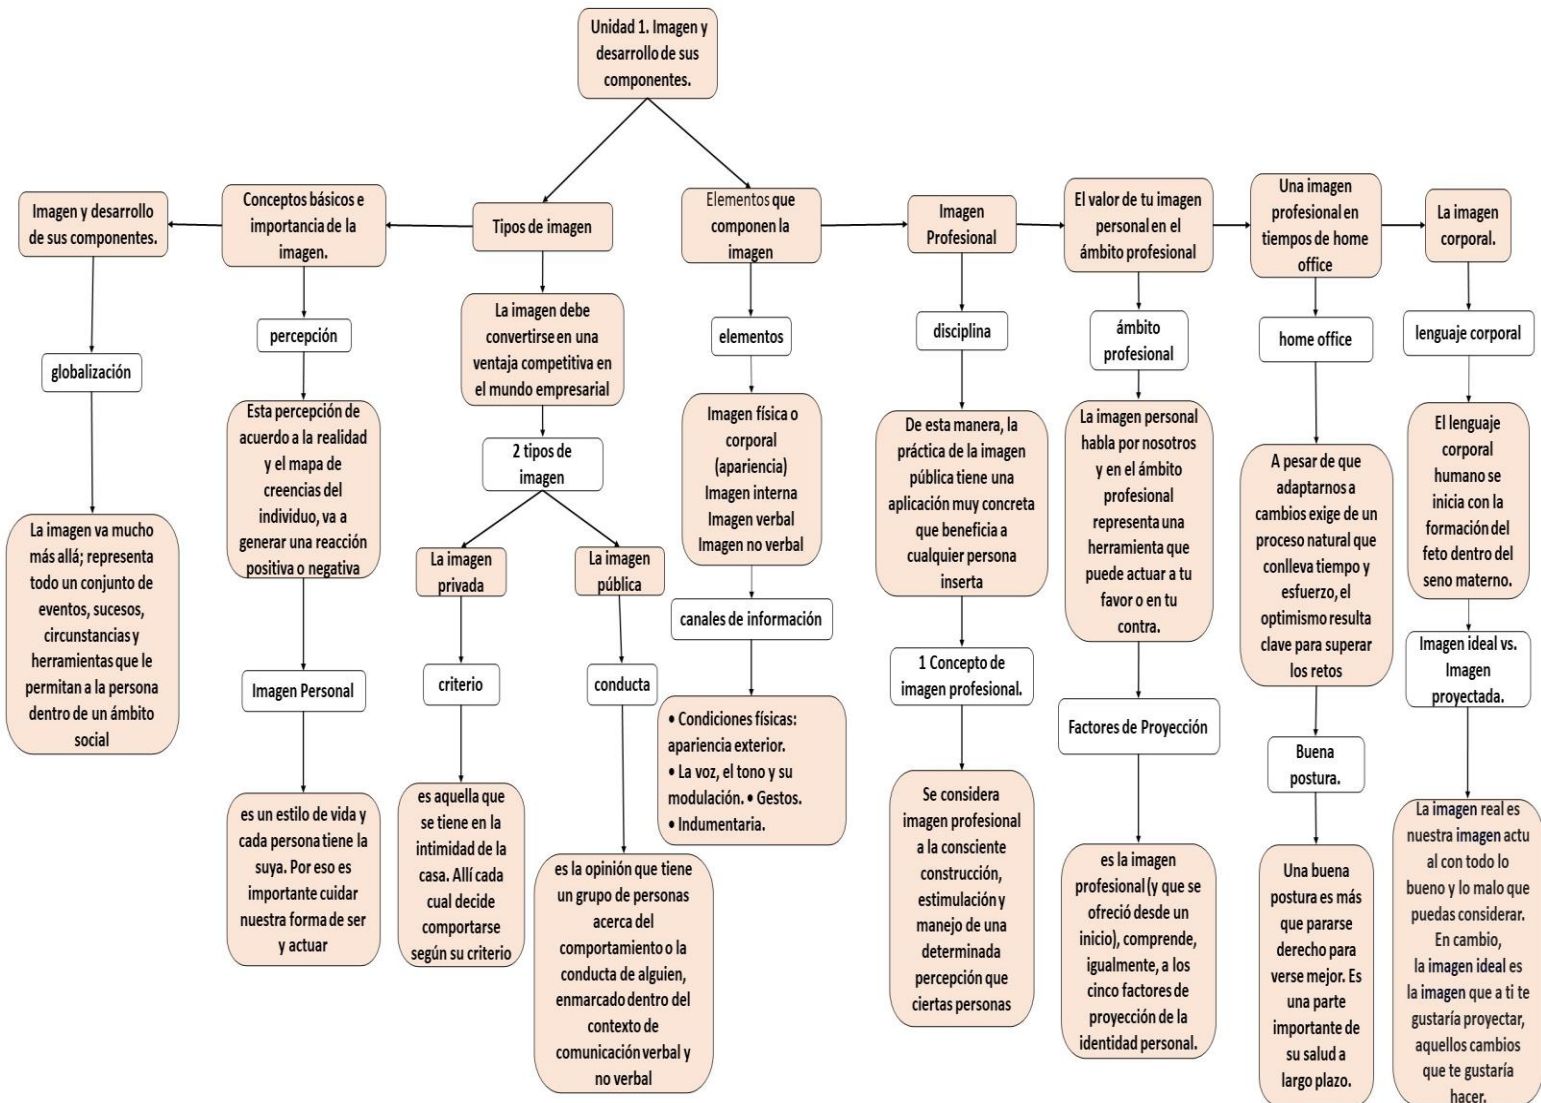 Unidad 1. Imagen y
desarrollo de sus
componentes.
Imagen y desarrollo
de sus componentes.
globalización
La imagen va mucho
más allá; representa
todo un conjunto de
eventos, sucesos,
circunstancias y
herramientas que le
permitan a la persona
dentro de un ámbito
social
Conceptos básicos e
importancia de la
imagen.
percepción
Esta percepción de
acuerdo a la realidad
y el mapa de
creencias del
individuo, va a
generar una reacción
positiva o negativa
Imagen Personal
es un estilo de vida y
cada persona tiene la
suya. Por eso es
importante cuidar
nuestra forma de ser
y actuar
Tipos de imagen
La imagen debe
convertirse en una
ventaja competitiva en
el mundo empresarial
2 tipos de
imagen
La imagen
privada
criterio
es aquella que
se tiene en la
intimidad de la
casa. Allí cada
cual decide
comportarse
según su criterio
La imagen
pública
conducta
es la opinión que tiene
un grupo de personas
acerca del
comportamiento o la
conducta de alguien,
enmarcado dentro del
contexto de
comunicación verbal y
no verbal
Elementos que
componen la
imagen
elementos
Imagen física o
corporal
(apariencia)
Imagen interna
Imagen verbal
Imagen no verbal
canales de información
• Condiciones físicas:
apariencia exterior.
• La voz, el tono y su
modulación. • Gestos.
• Indumentaria.
Imagen
Profesional
disciplina
De esta manera, la
práctica de la imagen
pública tiene una
aplicación muy concreta
que beneficia a
cualquier persona
inserta
1 Concepto de
imagen profesional.
Se considera
imagen profesional
a la consciente
construcción,
estimulación y
manejo de una
determinada
percepción que
ciertas personas
El valor de tu imagen
personal en el
ámbito profesional
ámbito
profesional
La imagen personal
habla por nosotros
y en el ámbito
profesional
representa una
herramienta que
puede actuar a tu
favor o en tu
contra.
Factores de Proyección
es la imagen
profesional (y que se
ofreció desde un
inicio), comprende,
igualmente, a los
cinco factores de
proyección de la
identidad personal.
Una imagen
profesional en
tiempos de home
office
home office
A pesar de que
adaptarnos a
cambios exige de un
proceso natural que
conlleva tiempo y
esfuerzo, el
optimismo resulta
clave para superar
los retos
Buena
postura.
Una buena
postura es más
que pararse
derecho para
verse mejor. Es
una parte
importante de
su salud a
largo plazo.
La imagen
corporal.
lenguaje corporal
El lenguaje
corporal
humano se
inicia con la
formación del
feto dentro del
seno materno.
Imagen ideal vs.
Imagen
proyectada.
La imagen real es
nuestra imagen actu
al con todo lo
bueno y lo malo que
puedas considerar.
En cambio,
la imagen ideal es
la imagen que a ti te
gustaría proyectar,
aquellos cambios
que te gustaría
hacer.